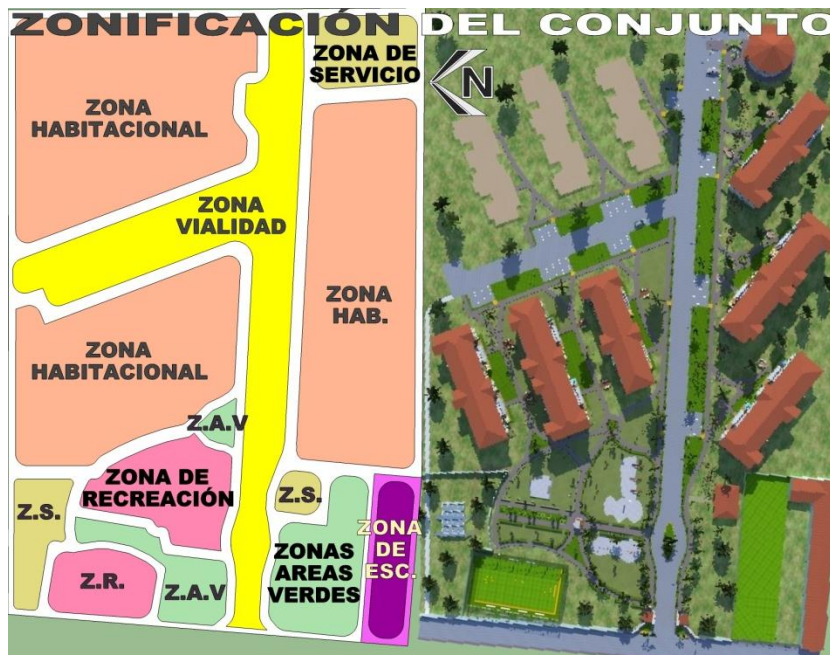 ZONIFICACIÓN DEL CONJUNTO
ZONA DE
SERVICIO
N
ZONA
HABITACIONAL
ZONA
VIALIDAD
ZONA
HAB.
ZONA
HABITACIONAL
Z.A.V
ZONA DE
RECREACIÓN
Z.S.
Z.S.
ZONA
DE
ESC.
ZONAS
AREAS
VERDES
Z.R.
Z.A.V